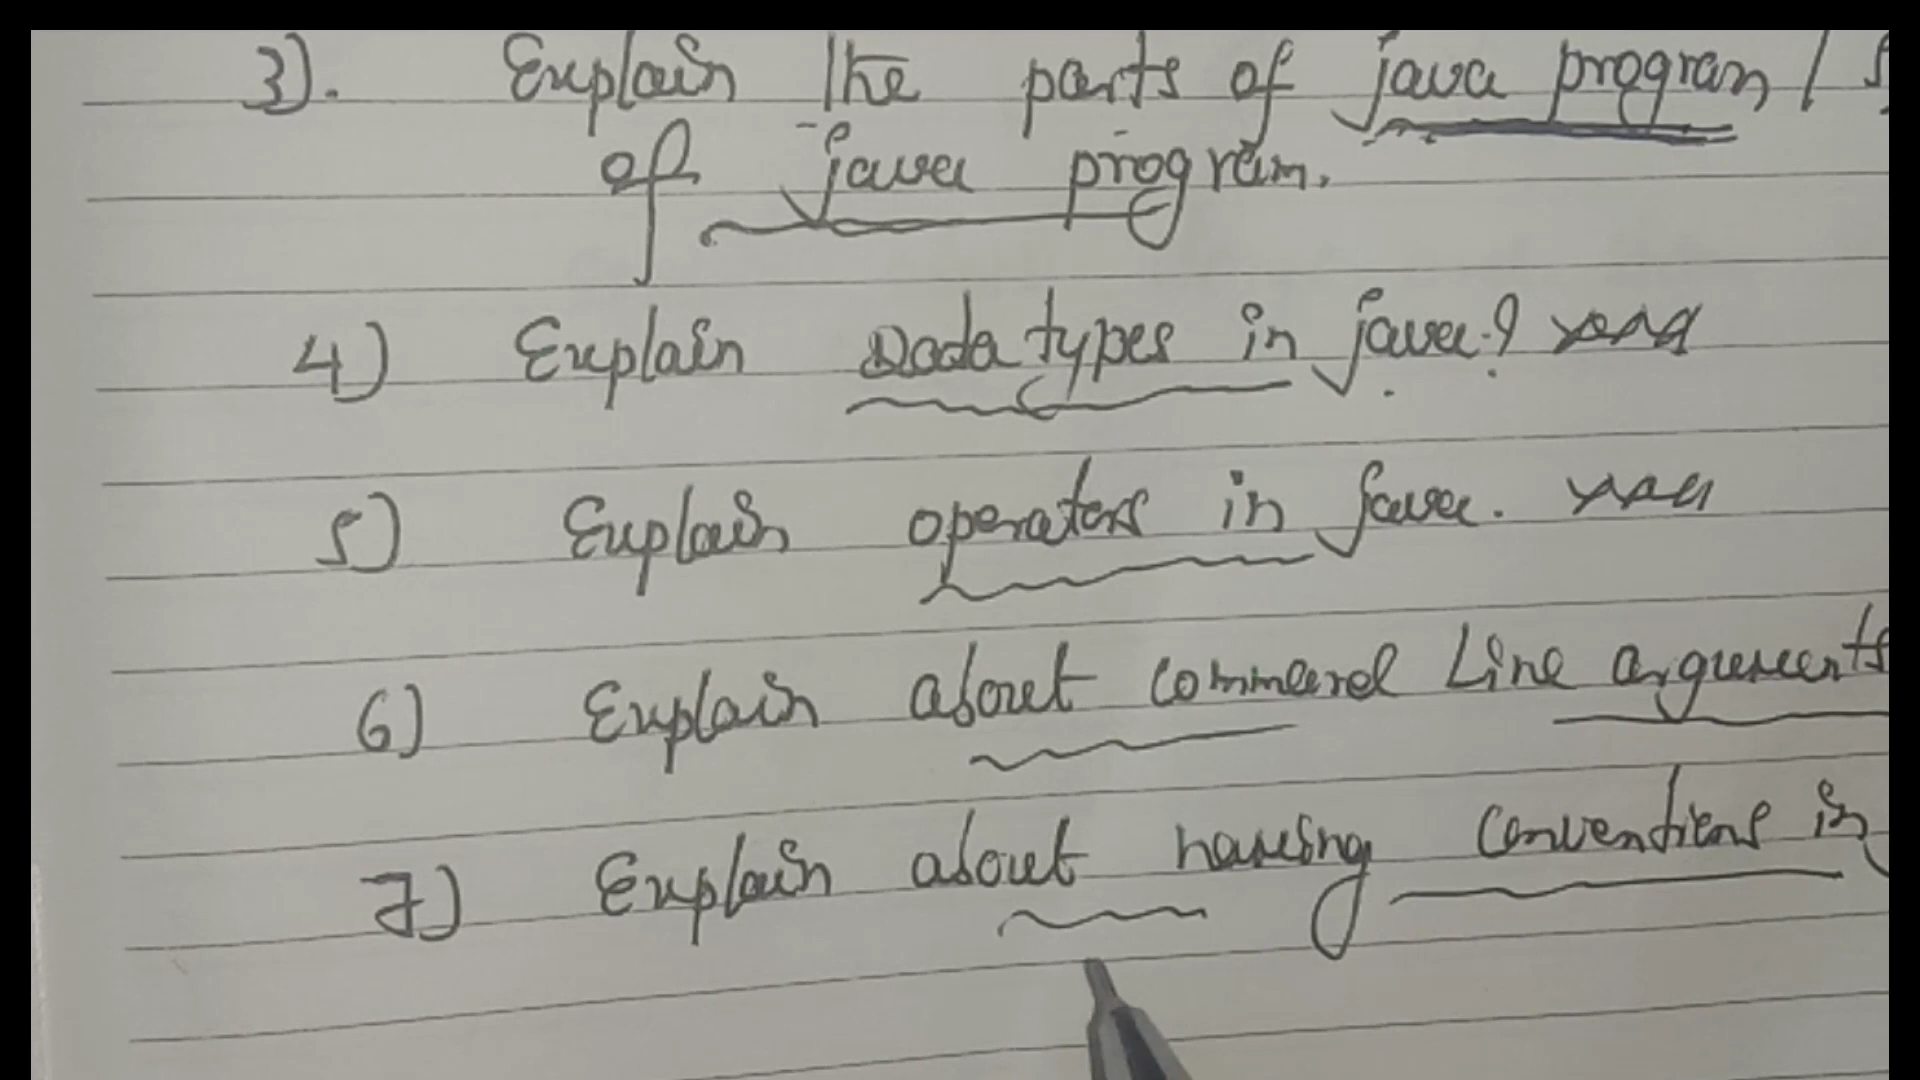 3). Explain the parts of java program /
of java program.
4) Explain Data types in java?
5) Explain operators in java.
6) Explain about command Line arguments
7) Explain about naming conventions in